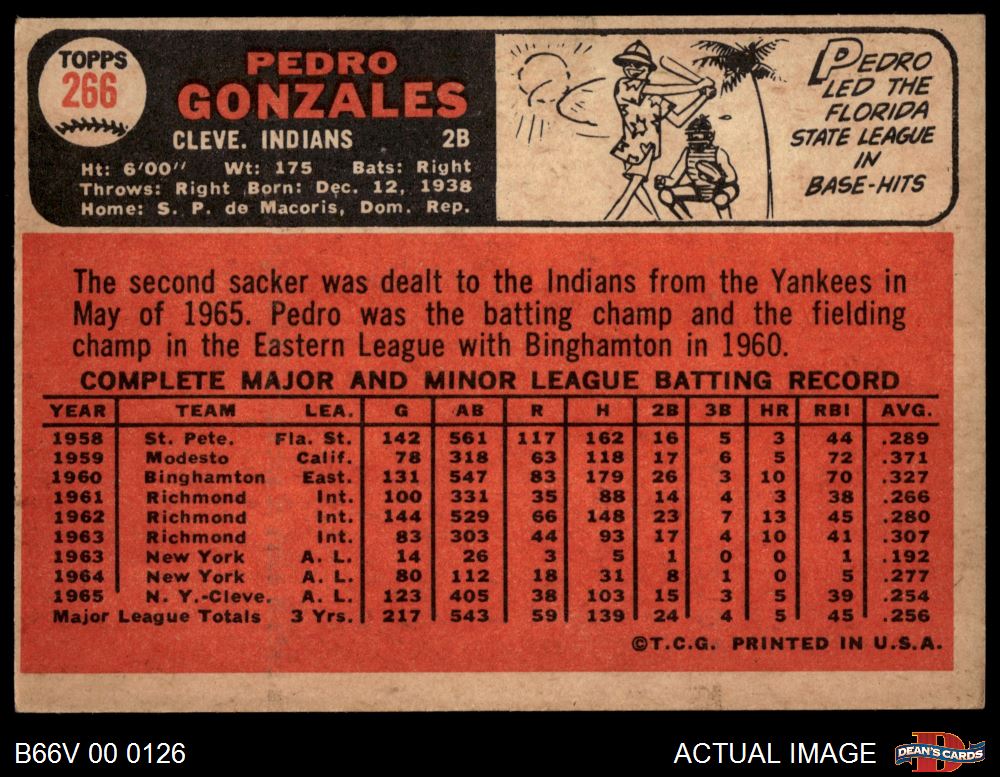 TOPPS
266
PEDRO
GONZALES
CLEVE. INDIANS 2B
Ht: 6'00" Wt: 175 Bats: Right
Throws: Right Born: Dec. 12, 1938
Home: S. P. de Macoris, Dom. Rep.
PEDRO
LED THE
FLORIDA
STATE LEAGUE
IN
BASE-HITS
The second sacker was dealt to the Indians from the Yankees in
May of 1965. Pedro was the batting champ and the fielding
champ in the Eastern League with Binghamton in 1960.
COMPLETE MAJOR AND MINOR LEAGUE BATTING RECORD
YEAR TEAM LEA. G AB R H 2B 3B HR RBI AVG.
1958 St. Pete. Fla. St. 142 561 117 162 16 5 3 44 .289
1959 Modesto Calif. 78 318 63 118 17 6 5 72 .371
1960 Binghamton East. 131 547 83 179 26 3 10 70 .327
1961 Richmond Int. 100 331 35 88 14 4 3 38 .266
1962 Richmond Int. 144 529 66 148 23 7 13 45 .280
1963 Richmond Int. 83 303 44 93 17 4 10 41 .307
1963 New York A. L. 14 26 3 5 1 0 0 1 .192
1964 New York A. L. 80 112 18 31 8 1 0 5 .277
1965 N. Y.-Cleve. A. L. 123 405 38 103 15 3 5 39 .254
Major League Totals 3 Yrs. 217 543 59 139 24 4 5 45 .256
©T.C.G. PRINTED IN U.S.A.
B66V 00 0126
ACTUAL IMAGE
DEAN'S CARDS